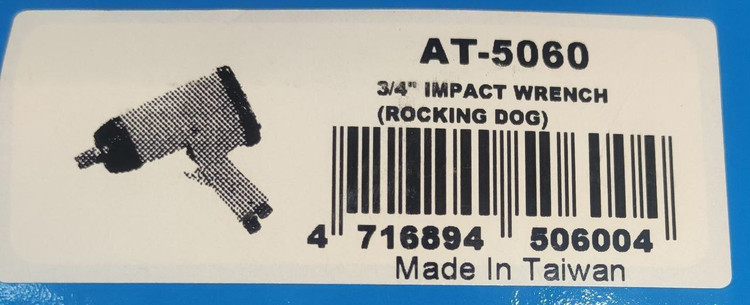 AT-5060
3/4" IMPACT WRENCH
(ROCKING DOG)
4 716894 506004
Made In Taiwan